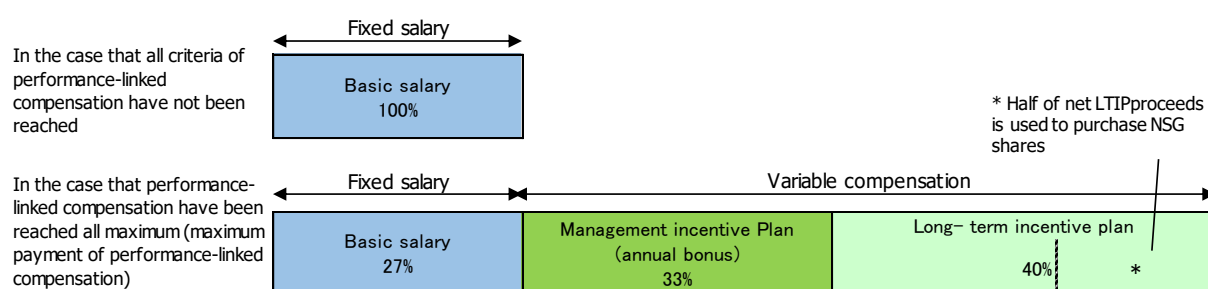 Fixed salary
In the case that all criteria of
performance-linked
compensation have not been
reached
Basic salary
100%
* Half of net LTIPproceeds
is used to purchase NSG
shares
In the case that performance-
linked compensation have been
reached all maximum (maximum
payment of performance-linked
compensation)
Fixed salary
Variable compensation
Basic salary
27%
Management incentive Plan
(annual bonus)
33%
Long- term incentive plan
40%
*